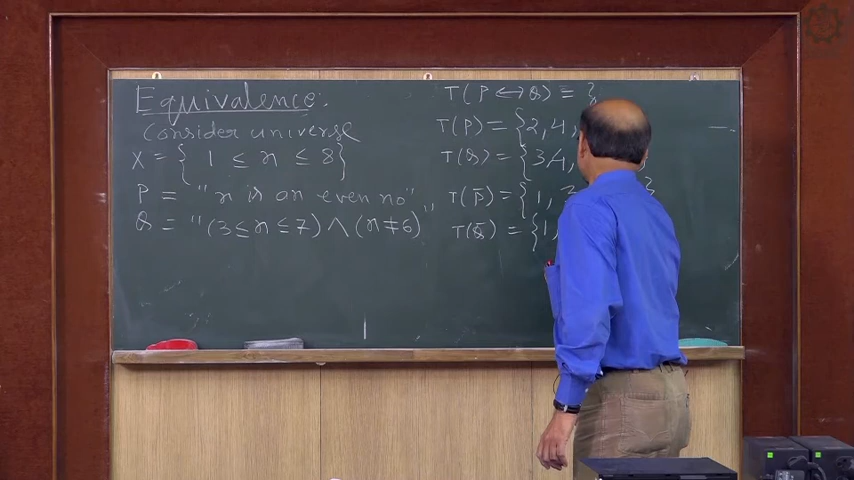 Equivalence:
Consider universe
X = { 1 ≤ n ≤ 8}
P = "n is an even no"
Q = "(3 ≤ n ≤ 7) ∧ (n ≠ 6)"
T(P ↔ Q) = {
T(P) = {2, 4,
T(Q) = {3, 4, }
T(P̄) = {1, 3 }
T(Q̄) = {1,